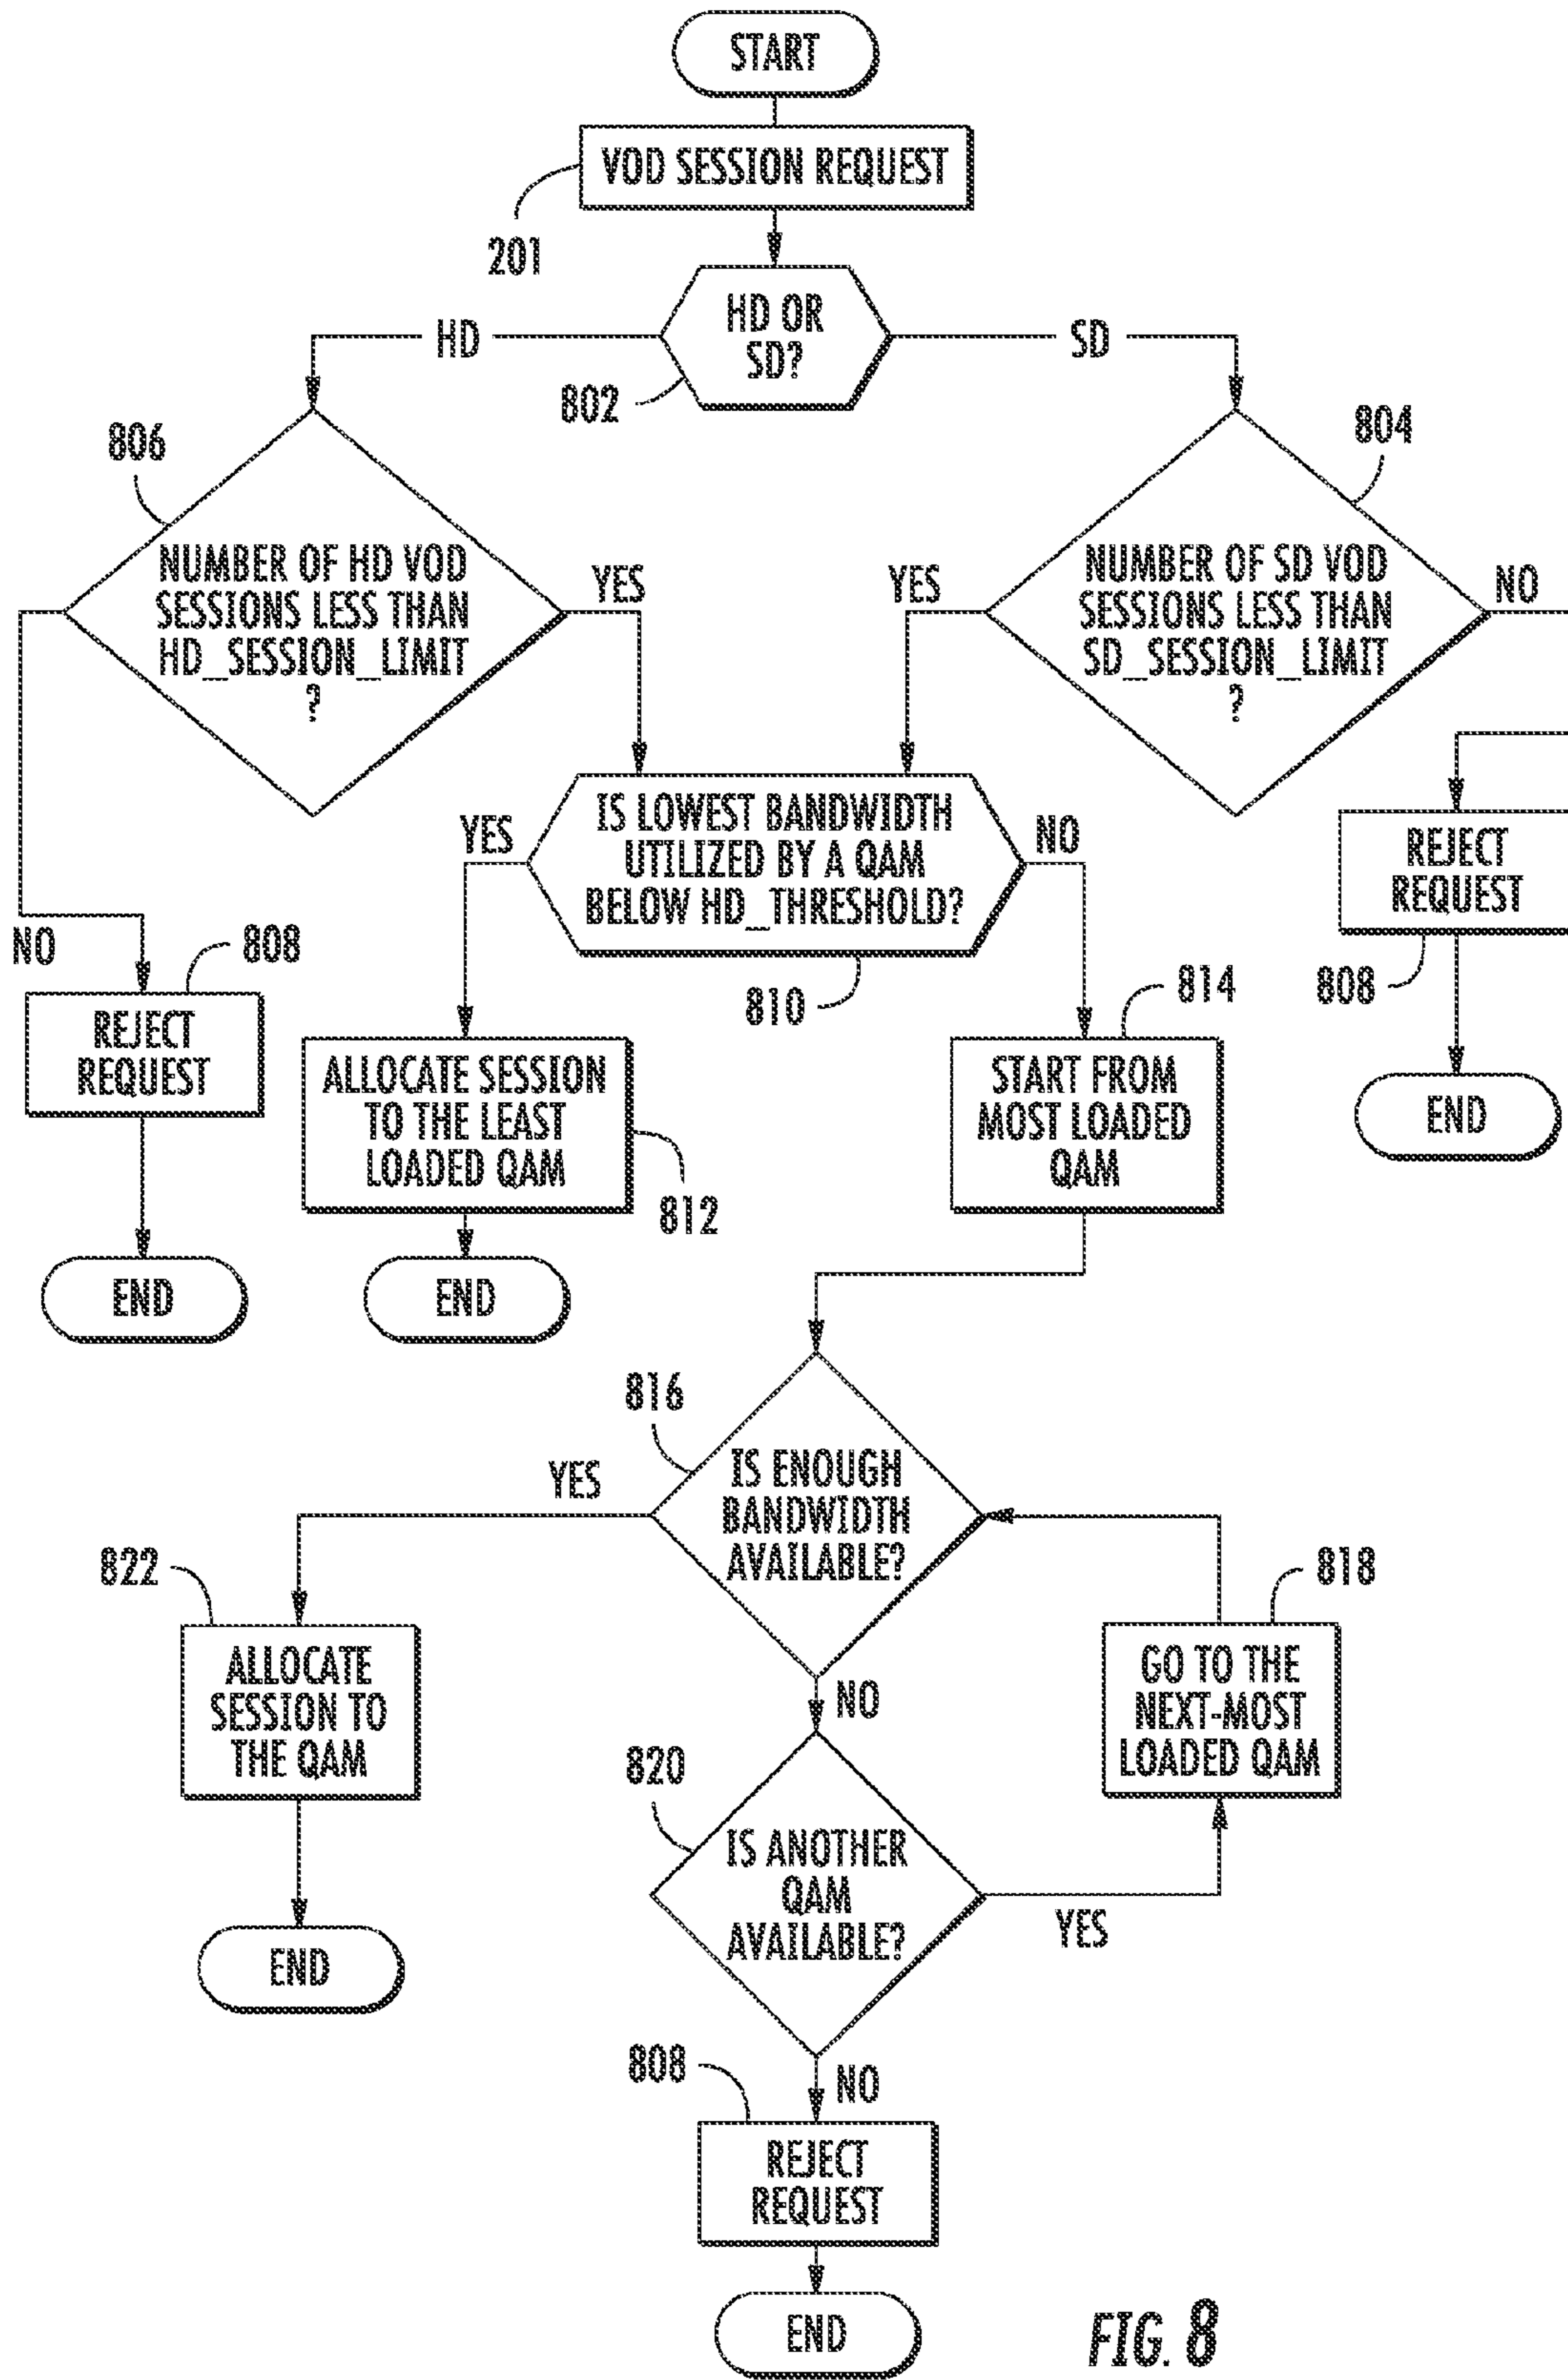 START
VOD SESSION REQUEST
201
HD OR
SD?
HD
SD
802
806
804
NUMBER OF HD VOD
SESSIONS LESS THAN
HD_SESSION_LIMIT
?
YES
YES
NUMBER OF SD VOD
SESSIONS LESS THAN
SD_SESSION_LIMIT
?
NO
IS LOWEST BANDWIDTH
UTILIZED BY A QAM
BELOW HD_THRESHOLD?
YES
NO
810
REJECT
REQUEST
808
END
NO
808
REJECT
REQUEST
END
ALLOCATE SESSION
TO THE LEAST
LOADED QAM
812
END
814
START FROM
MOST LOADED
QAM
816
IS ENOUGH
BANDWIDTH
AVAILABLE?
YES
822
ALLOCATE
SESSION TO
THE QAM
END
NO
818
GO TO THE
NEXT-MOST
LOADED QAM
820
IS ANOTHER
QAM
AVAILABLE?
YES
NO
808
REJECT
REQUEST
END
FIG. 8